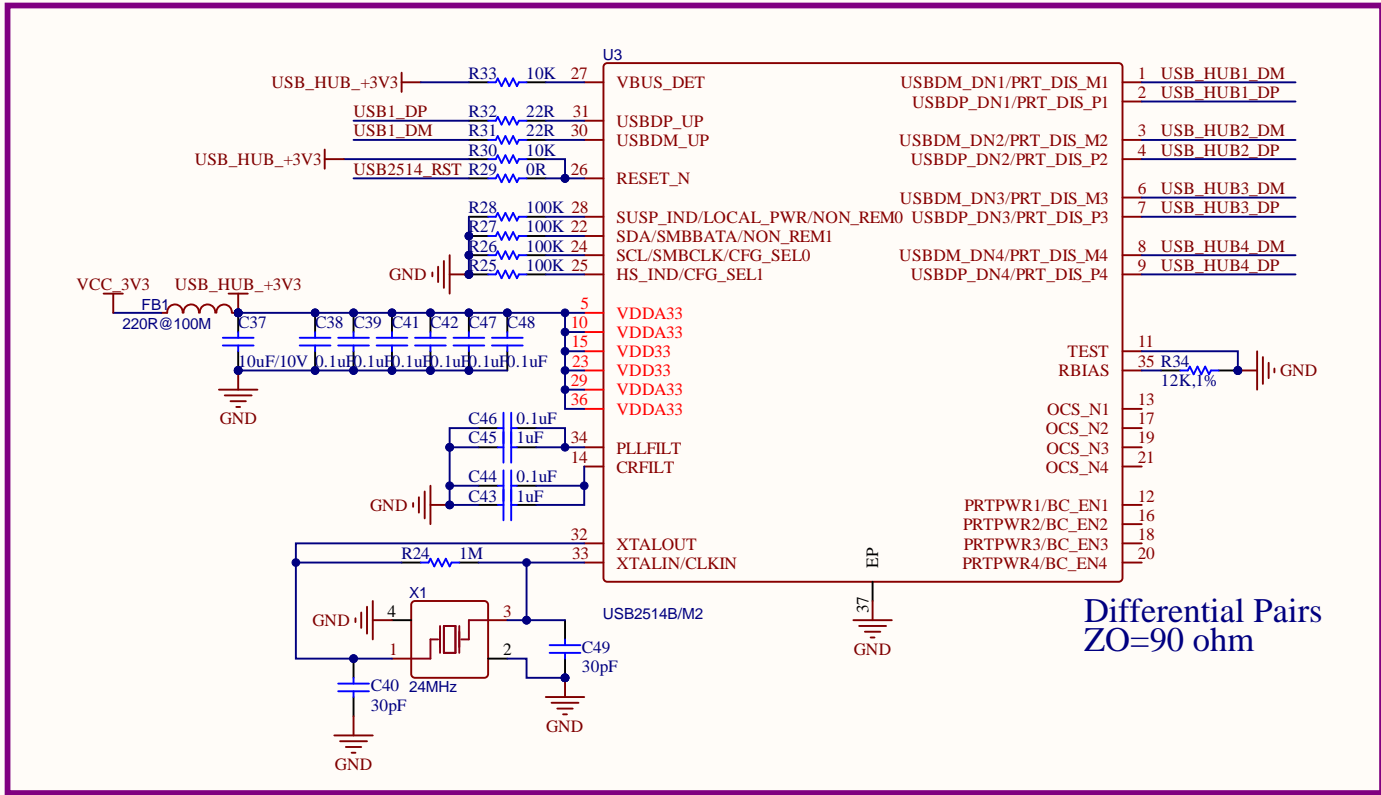 U3
R33 10K 27 VBUS_DET
USB_HUB_+3V3
USB1_DP R32 22R 31 USBDP_UP
USB1_DM R31 22R 30 USBDM_UP
R30 10K
USB_HUB_+3V3
USB2514_RST R29 0R 26 RESET_N
R28 100K 28 SUSP_IND/LOCAL_PWR/NON_REM0
R27 100K 22 SDA/SMBBATA/NON_REM1
R26 100K 24 SCL/SMBCLK/CFG_SEL0
R25 100K 25 HS_IND/CFG_SEL1
GND
VCC_3V3 USB_HUB_+3V3
FB1
220R@100M
C37 C38 C39 C41 C42 C47 C48
10uF/10V 0.1uF 0.1uF 0.1uF 0.1uF 0.1uF 0.1uF
GND
5 VDDA33
10 VDDA33
15 VDD33
23 VDD33
29 VDDA33
36 VDDA33
C46 0.1uF
C45 1uF 34 PLLFILT
14 CRFILT
C44 0.1uF
C43 1uF
GND
32 XTALOUT
R24 1M 33 XTALIN/CLKIN
X1
GND 4 3
1 2
24MHz
C40
30pF
GND
C49
30pF
GND
USBDM_DN1/PRT_DIS_M1 1 USB_HUB1_DM
USBDP_DN1/PRT_DIS_P1 2 USB_HUB1_DP
USBDM_DN2/PRT_DIS_M2 3 USB_HUB2_DM
USBDP_DN2/PRT_DIS_P2 4 USB_HUB2_DP
USBDM_DN3/PRT_DIS_M3 6 USB_HUB3_DM
USBDP_DN3/PRT_DIS_P3 7 USB_HUB3_DP
USBDM_DN4/PRT_DIS_M4 8 USB_HUB4_DM
USBDP_DN4/PRT_DIS_P4 9 USB_HUB4_DP
TEST 11
RBIAS 35 R34
12K,1%
GND
OCS_N1 13
OCS_N2 17
OCS_N3 19
OCS_N4 21
PRTPWR1/BC_EN1 12
PRTPWR2/BC_EN2 16
PRTPWR3/BC_EN3 18
PRTPWR4/BC_EN4 20
EP
37
GND
USB2514B/M2
Differential Pairs
ZO=90 ohm